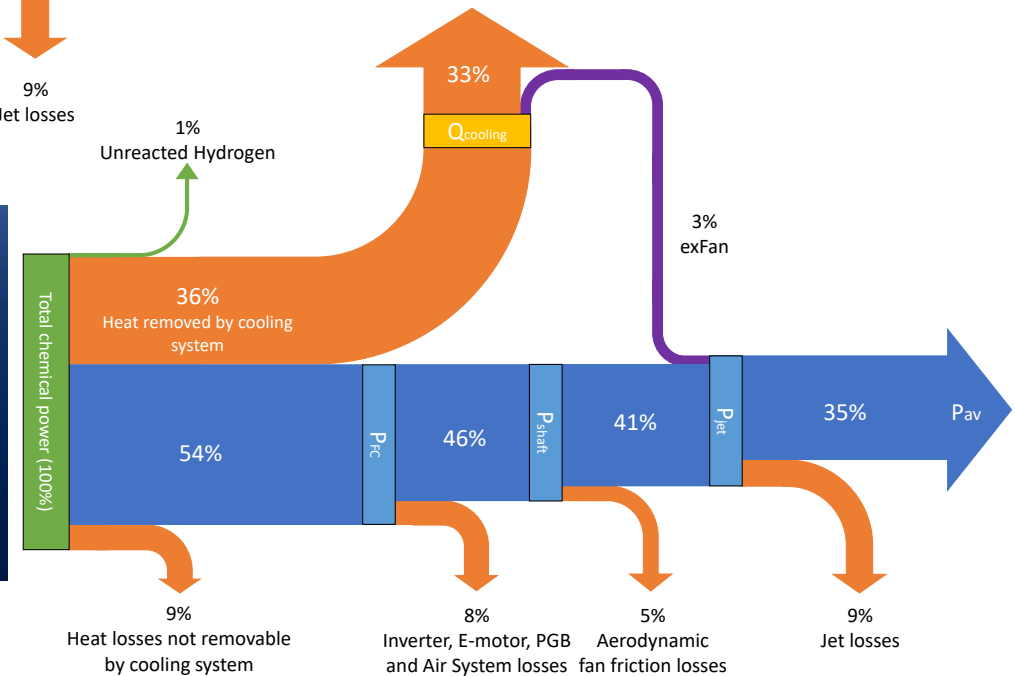 9%
Jet losses
1%
Unreacted Hydrogen
33%
Qcooling
3%
exFan
Total chemical power (100%)
36%
Heat removed by cooling
system
54%
PFC
46%
Pshaft
41%
Pjet
35%
Pav
9%
Heat losses not removable
by cooling system
8%
Inverter, E-motor, PGB
and Air System losses
5%
Aerodynamic
fan friction losses
9%
Jet losses